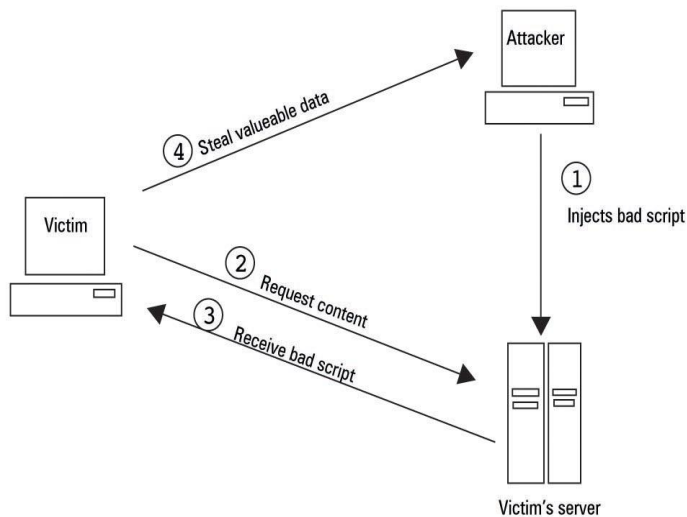 Attacker
4 Steal valueable data
1
Injects bad script
Victim
2 Request content
3 Receive bad script
Victim's server